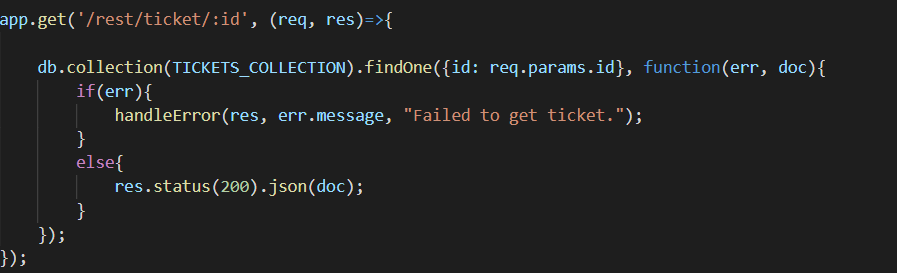 app.get('/rest/ticket/:id', (req, res)=>{
    db.collection(TICKETS_COLLECTION).findOne({id: req.params.id}, function(err, doc){
        if(err){
            handleError(res, err.message, "Failed to get ticket.");
        }
        else{
            res.status(200).json(doc);
        }
    });
});